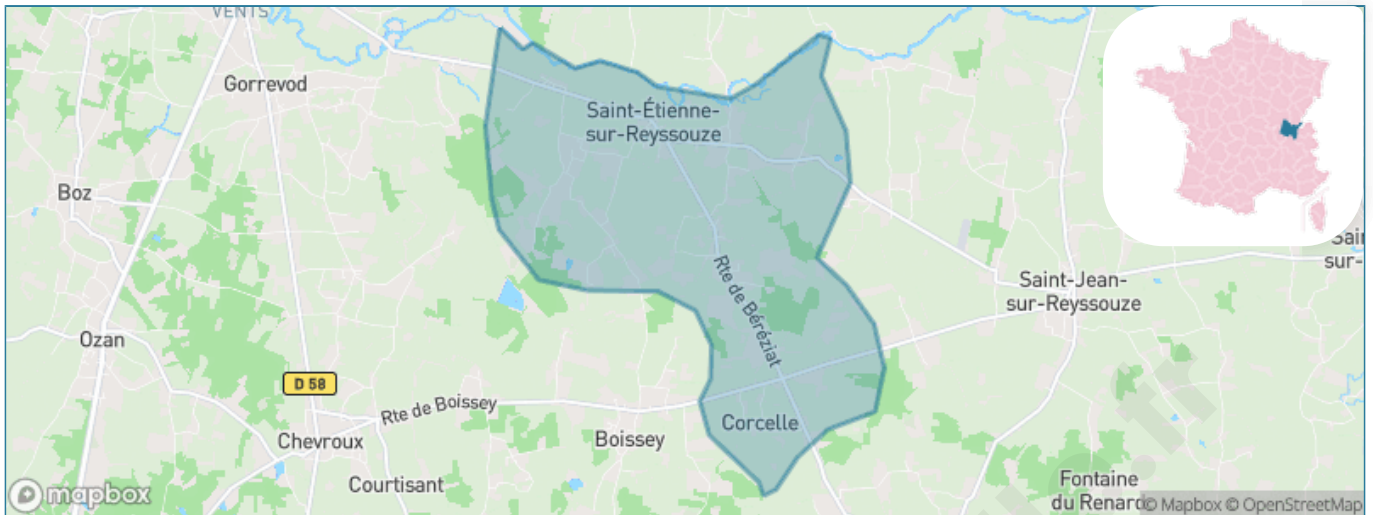 VENTS
Gorrevod
Saint-Étienne-
sur-Reyssouze
Boz
Rte de Béréziat
Saint-Jean-
sur-Reyssouze
Sai
sur-
Ozan
D 58
Rte de Boissey
Chevroux
Boissey
Corcelle
Courtisant
Fontaine
du Renard
mapbox
© Mapbox © OpenStreetMap